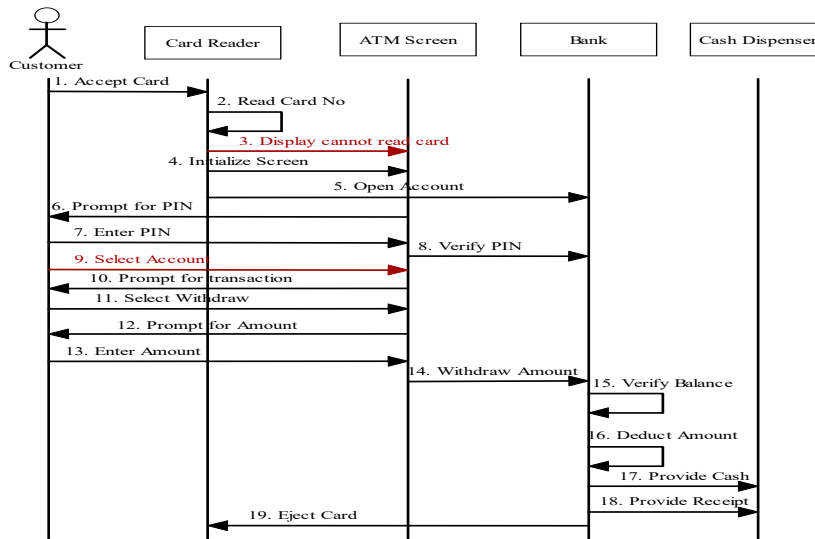 Customer
Card Reader
ATM Screen
Bank
Cash Dispenser
1. Accept Card
2. Read Card No
3. Display cannot read card
4. Initialize Screen
5. Open Account
6. Prompt for PIN
7. Enter PIN
8. Verify PIN
9. Select Account
10. Prompt for transaction
11. Select Withdraw
12. Prompt for Amount
13. Enter Amount
14. Withdraw Amount
15. Verify Balance
16. Deduct Amount
17. Provide Cash
18. Provide Receipt
19. Eject Card